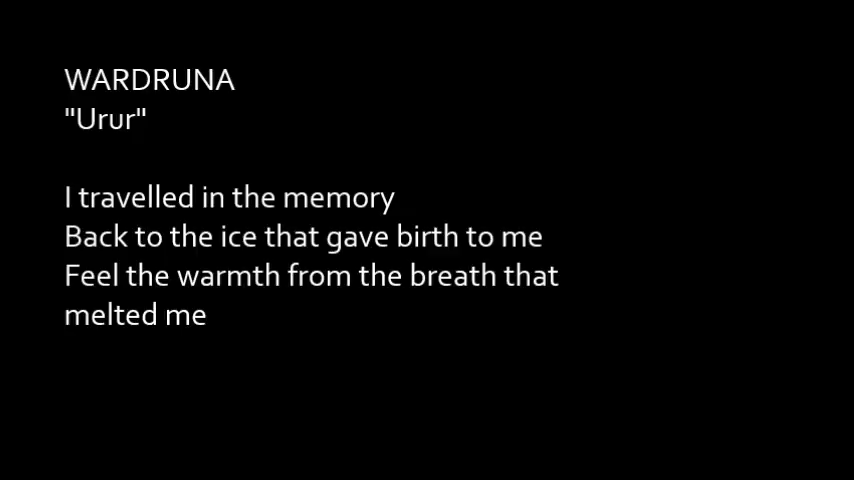 WARDRUNA
"Urur"
I travelled in the memory
Back to the ice that gave birth to me
Feel the warmth from the breath that
melted me